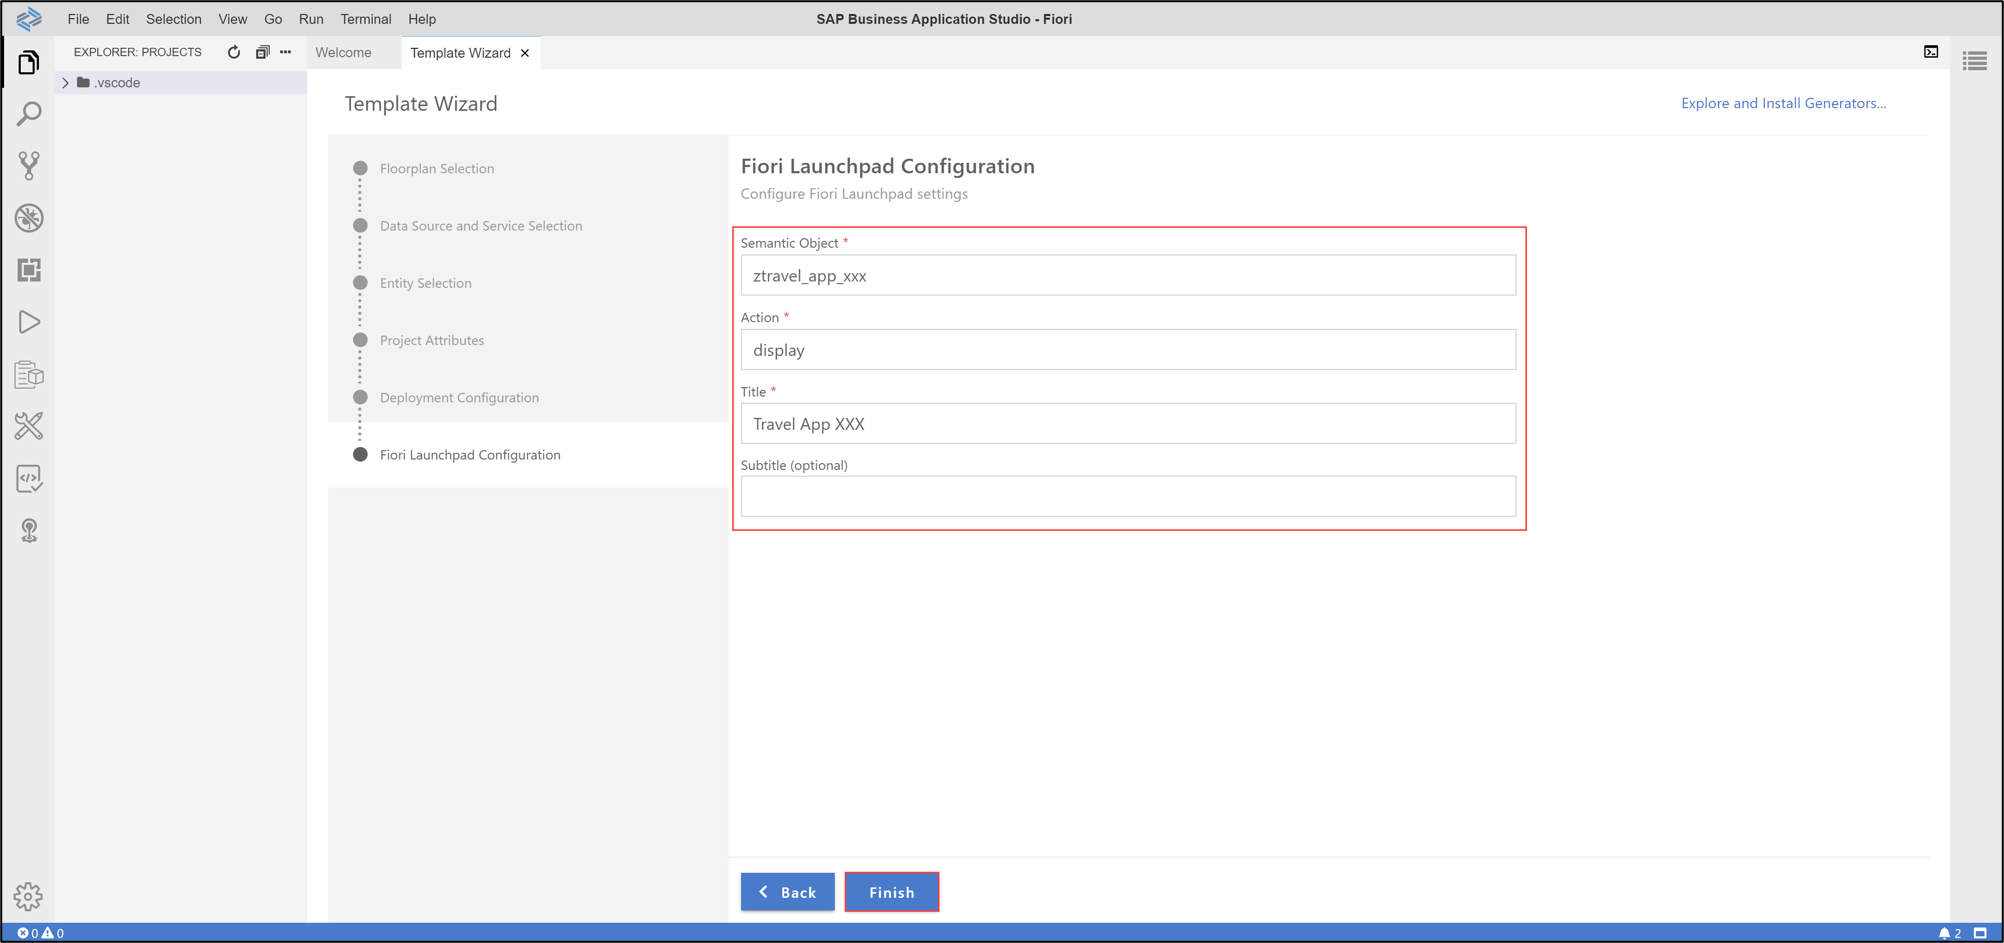 File Edit Selection View Go Run Terminal Help
SAP Business Application Studio - Fiori
EXPLORER: PROJECTS
Welcome
Template Wizard
.vscode
Template Wizard
Explore and Install Generators...
Floorplan Selection
Data Source and Service Selection
Entity Selection
Project Attributes
Deployment Configuration
Fiori Launchpad Configuration
Fiori Launchpad Configuration
Configure Fiori Launchpad settings
Semantic Object *
ztravel_app_xxx
Action *
display
Title *
Travel App XXX
Subtitle (optional)
Back
Finish
0 0
2